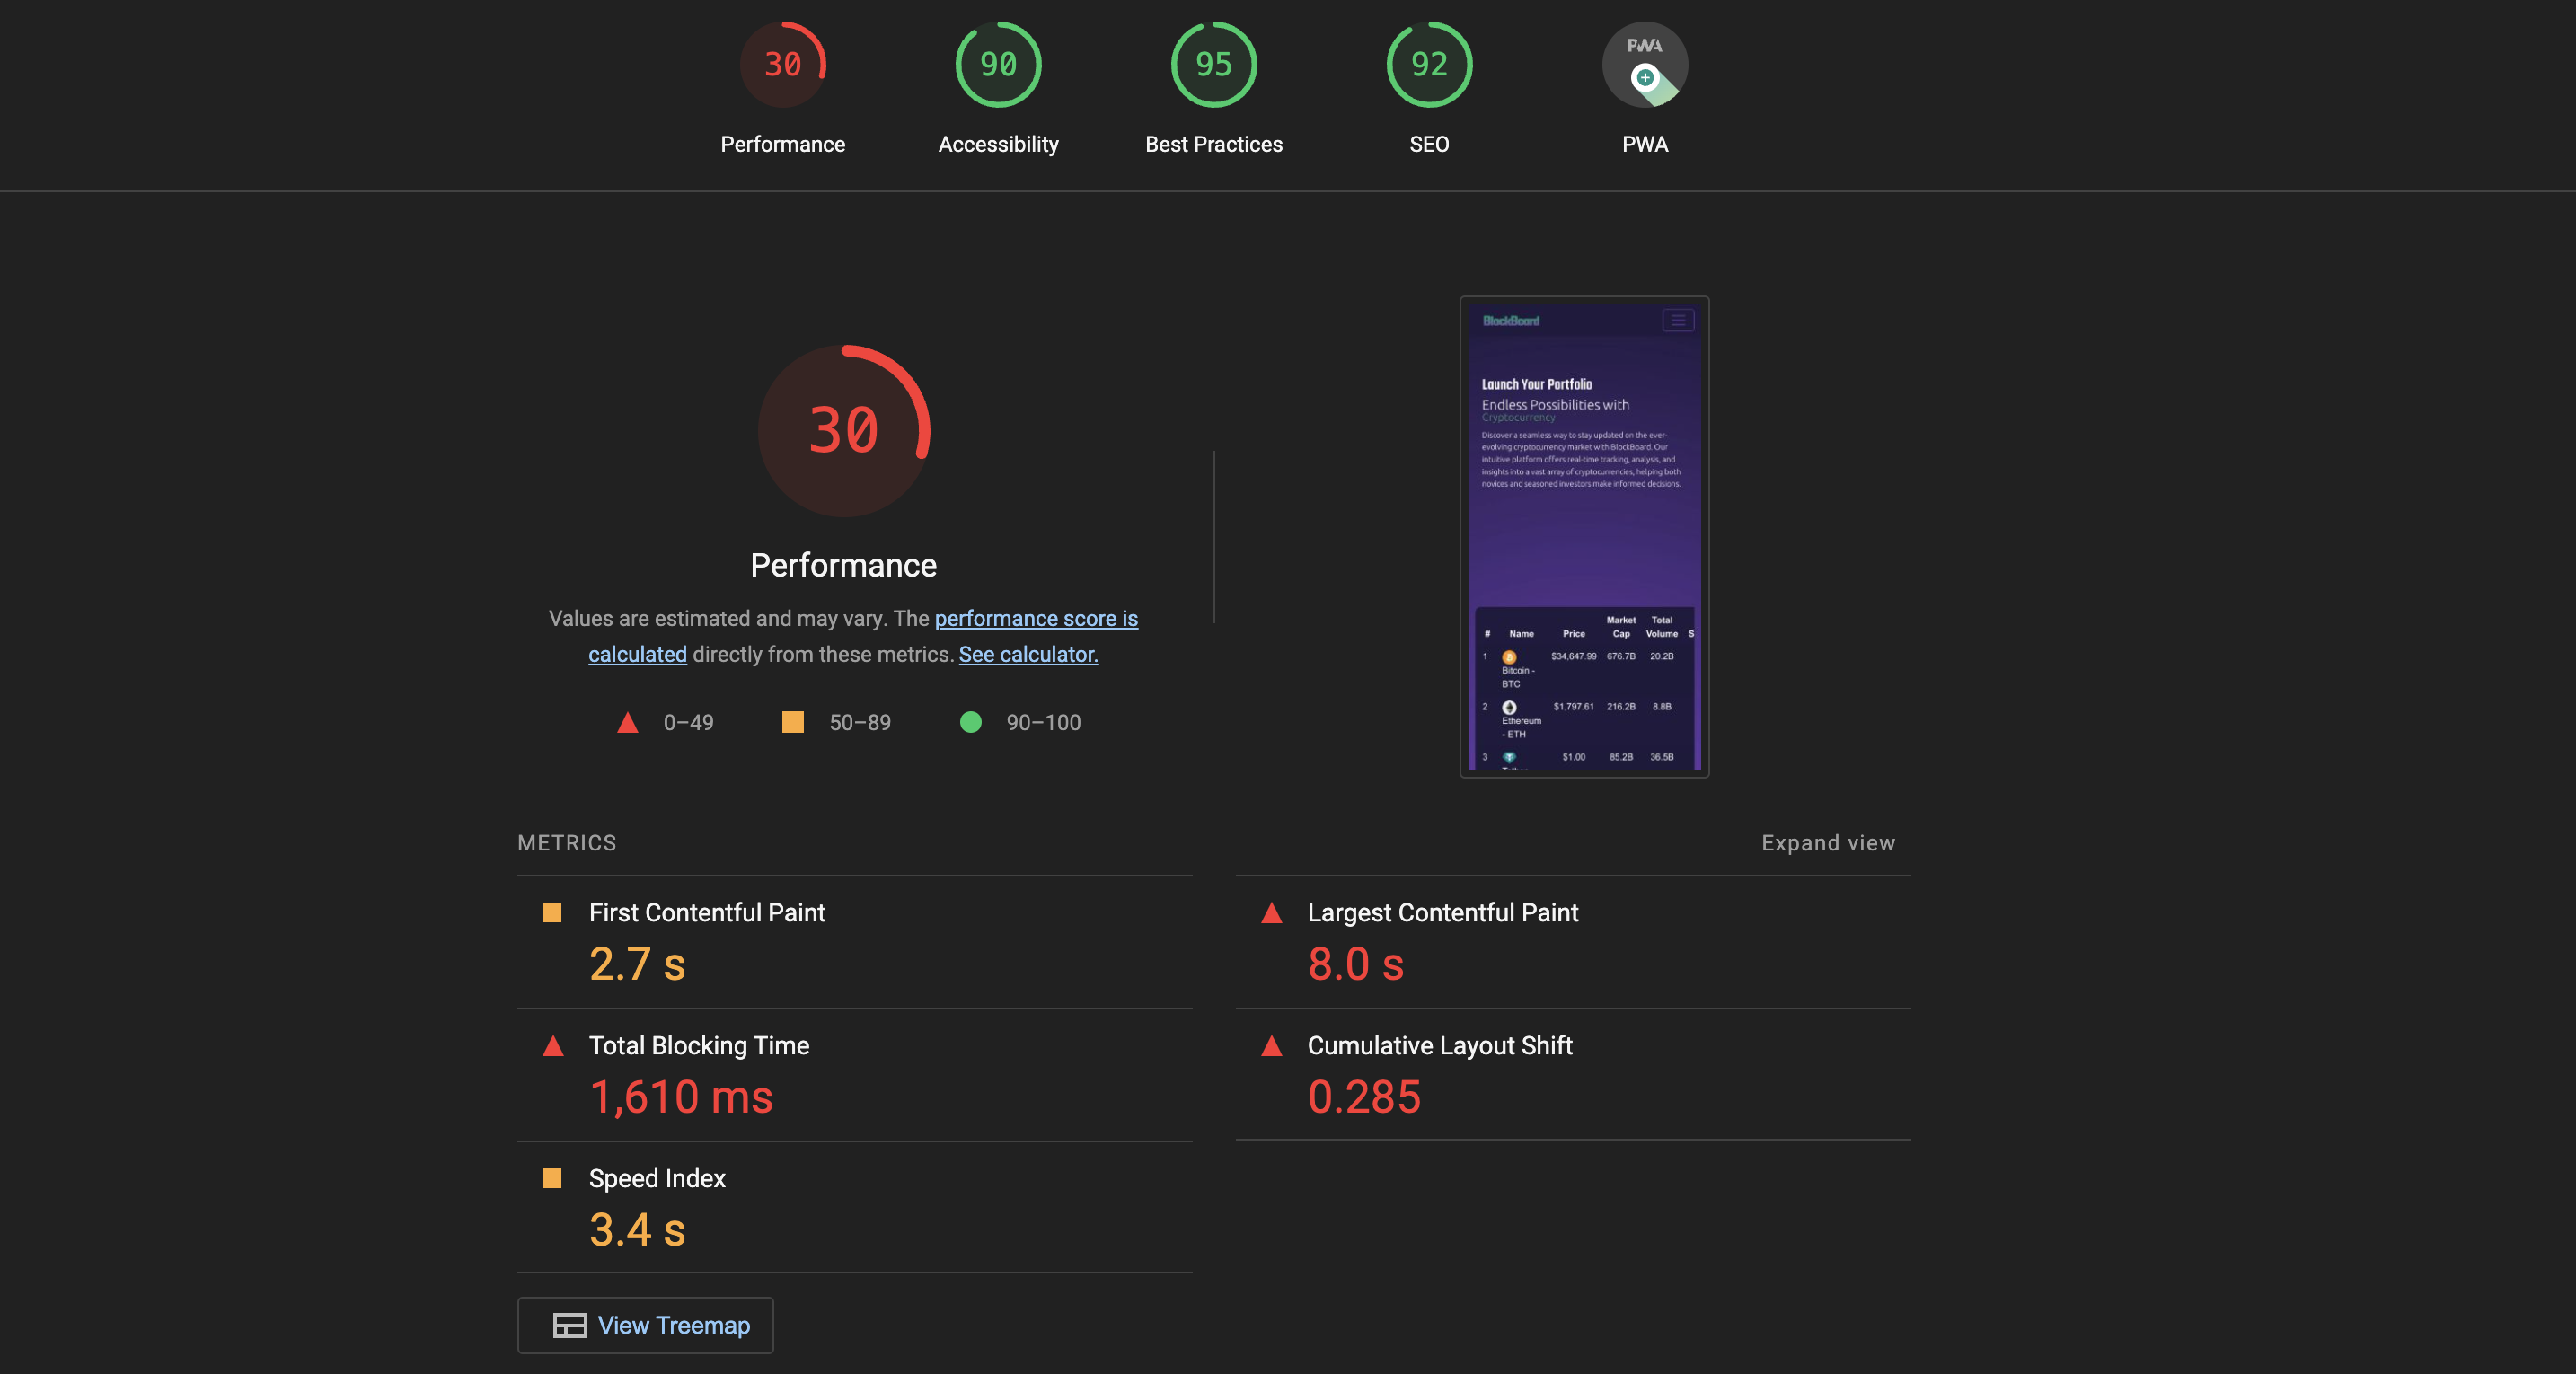 30
90
95
92
PWA
Performance
Accessibility
Best Practices
SEO
PWA
30
Performance
Values are estimated and may vary. The performance score is
calculated directly from these metrics. See calculator.
0–49
50–89
90–100
BlockBoard
Launch Your Portfolio
Endless Possibilities with
Cryptocurrency
Discover a seamless way to stay updated on the ever-
evolving cryptocurrency market with BlockBoard. Our
intuitive platform offers real-time tracking, analysis, and
insights into a vast array of cryptocurrencies, helping both
novices and seasoned investors make informed decisions.
# Name Price Market Cap Total Volume S
1 Bitcoin - BTC $34,647.99 676.7B 20.2B
2 Ethereum - ETH $1,797.61 216.2B 8.8B
3 $1.00 85.2B 36.5B
METRICS
Expand view
First Contentful Paint
2.7 s
Largest Contentful Paint
8.0 s
Total Blocking Time
1,610 ms
Cumulative Layout Shift
0.285
Speed Index
3.4 s
View Treemap